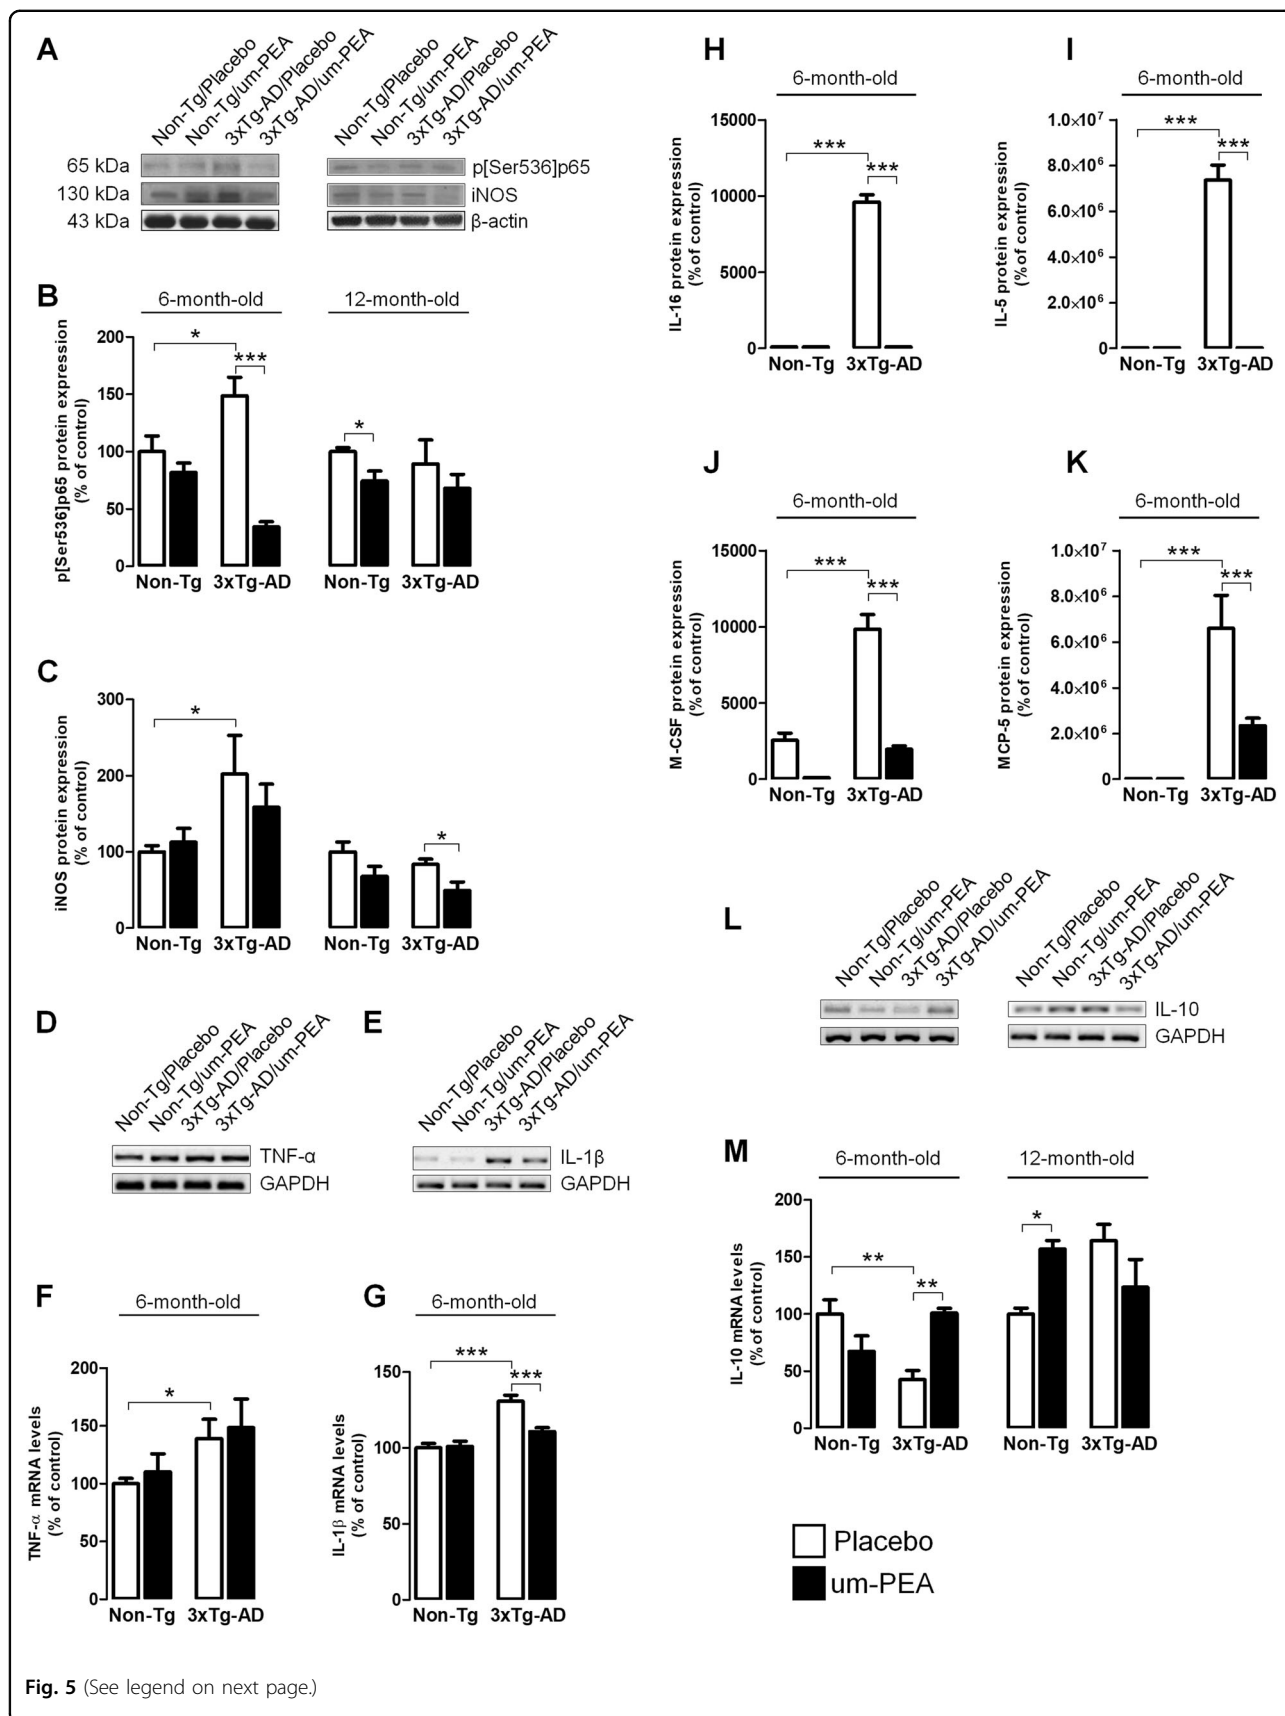 A
Non-Tg/Placebo
Non-Tg/um-PEA
3xTg-AD/Placebo
3xTg-AD/um-PEA
Non-Tg/Placebo
Non-Tg/um-PEA
3xTg-AD/Placebo
3xTg-AD/um-PEA
65 kDa
p[Ser536]p65
130 kDa
iNOS
43 kDa
β-actin
B
6-month-old
12-month-old
p[Ser536]p65 protein expression
(% of control)
200
150
100
50
0
*
***
*
Non-Tg
3xTg-AD
Non-Tg
3xTg-AD
C
iNOS protein expression
(% of control)
300
200
100
0
*
*
Non-Tg
3xTg-AD
Non-Tg
3xTg-AD
D
Non-Tg/Placebo
Non-Tg/um-PEA
3xTg-AD/Placebo
3xTg-AD/um-PEA
TNF-α
GAPDH
E
Non-Tg/Placebo
Non-Tg/um-PEA
3xTg-AD/Placebo
3xTg-AD/um-PEA
IL-1β
GAPDH
F
6-month-old
TNF-α mRNA levels
(% of control)
200
150
100
50
0
*
Non-Tg
3xTg-AD
G
6-month-old
IL-1β mRNA levels
(% of control)
150
100
50
0
***
***
Non-Tg
3xTg-AD
H
6-month-old
IL-16 protein expression
(% of control)
15000
10000
5000
0
***
***
Non-Tg
3xTg-AD
I
6-month-old
IL-5 protein expression
(% of control)
1.0×10⁷
8.0×10⁶
6.0×10⁶
4.0×10⁶
2.0×10⁶
0
***
***
Non-Tg
3xTg-AD
J
6-month-old
M-CSF protein expression
(% of control)
15000
10000
5000
0
***
***
Non-Tg
3xTg-AD
K
6-month-old
MCP-5 protein expression
(% of control)
1.0×10⁷
8.0×10⁶
6.0×10⁶
4.0×10⁶
2.0×10⁶
0
***
***
Non-Tg
3xTg-AD
L
Non-Tg/Placebo
Non-Tg/um-PEA
3xTg-AD/Placebo
3xTg-AD/um-PEA
Non-Tg/Placebo
Non-Tg/um-PEA
3xTg-AD/Placebo
3xTg-AD/um-PEA
IL-10
GAPDH
M
6-month-old
12-month-old
IL-10 mRNA levels
(% of control)
200
150
100
50
0
**
**
*
Non-Tg
3xTg-AD
Non-Tg
3xTg-AD
Placebo
um-PEA
Fig. 5 (See legend on next page.)